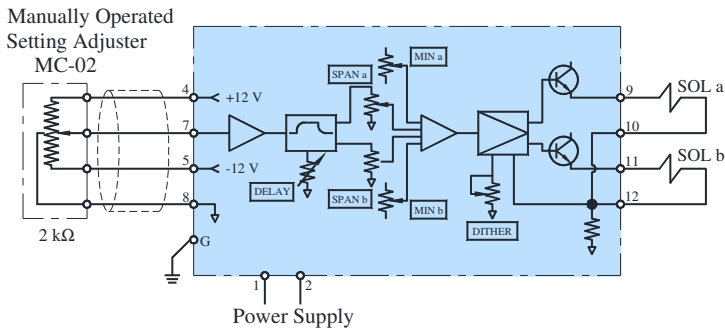 Manually Operated
Setting Adjuster
MC-02
2 kΩ
4
+12 V
7
5
-12 V
8
G
DELAY
SPAN a
MIN a
SPAN b
MIN b
DITHER
9
SOL a
10
11
SOL b
12
1
2
Power Supply